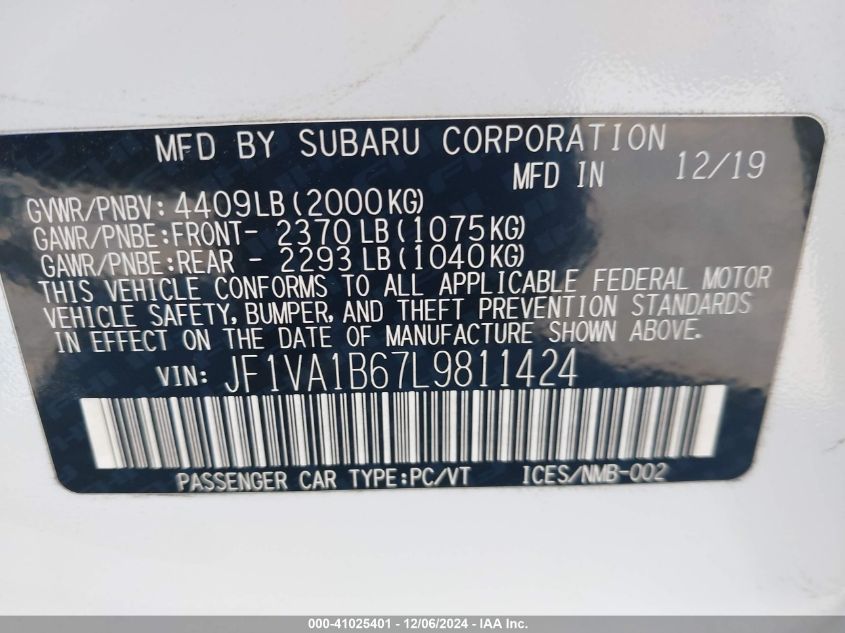 MFD BY SUBARU CORPORATION
MFD IN 12/19
GVWR/PNBV: 4409LB(2000KG)
GAWR/PNBE:FRONT- 2370LB(1075KG)
GAWR/PNBE:REAR - 2293LB(1040KG)
THIS VEHICLE CONFORMS TO ALL APPLICABLE FEDERAL MOTOR
VEHICLE SAFETY, BUMPER, AND THEFT PREVENTION STANDARDS
IN EFFECT ON THE DATE OF MANUFACTURE SHOWN ABOVE.
VIN: JF1VA1B67L9811424
PASSENGER CAR TYPE:PC/VT ICES/NMB-002
000-41025401 - 12/06/2024 - IAA Inc.